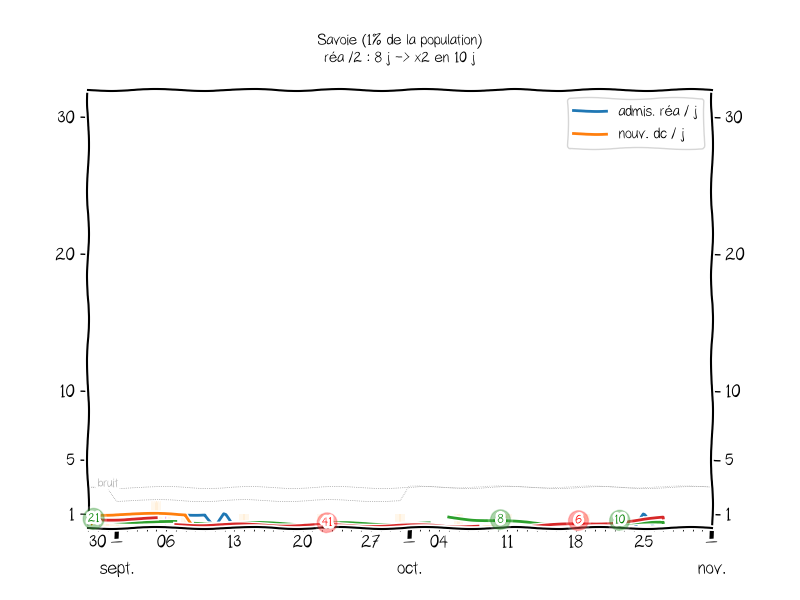 Savoie (1% de la population)
réa /2 : 8 j -> x2 en 10 j
admis. réa / j
nouv. dc / j
30 30
20 20
10 10
5 5
bruit
1 1
21 41 8 6 10
30 06 13 20 27 04 11 18 25
sept. oct. nov.